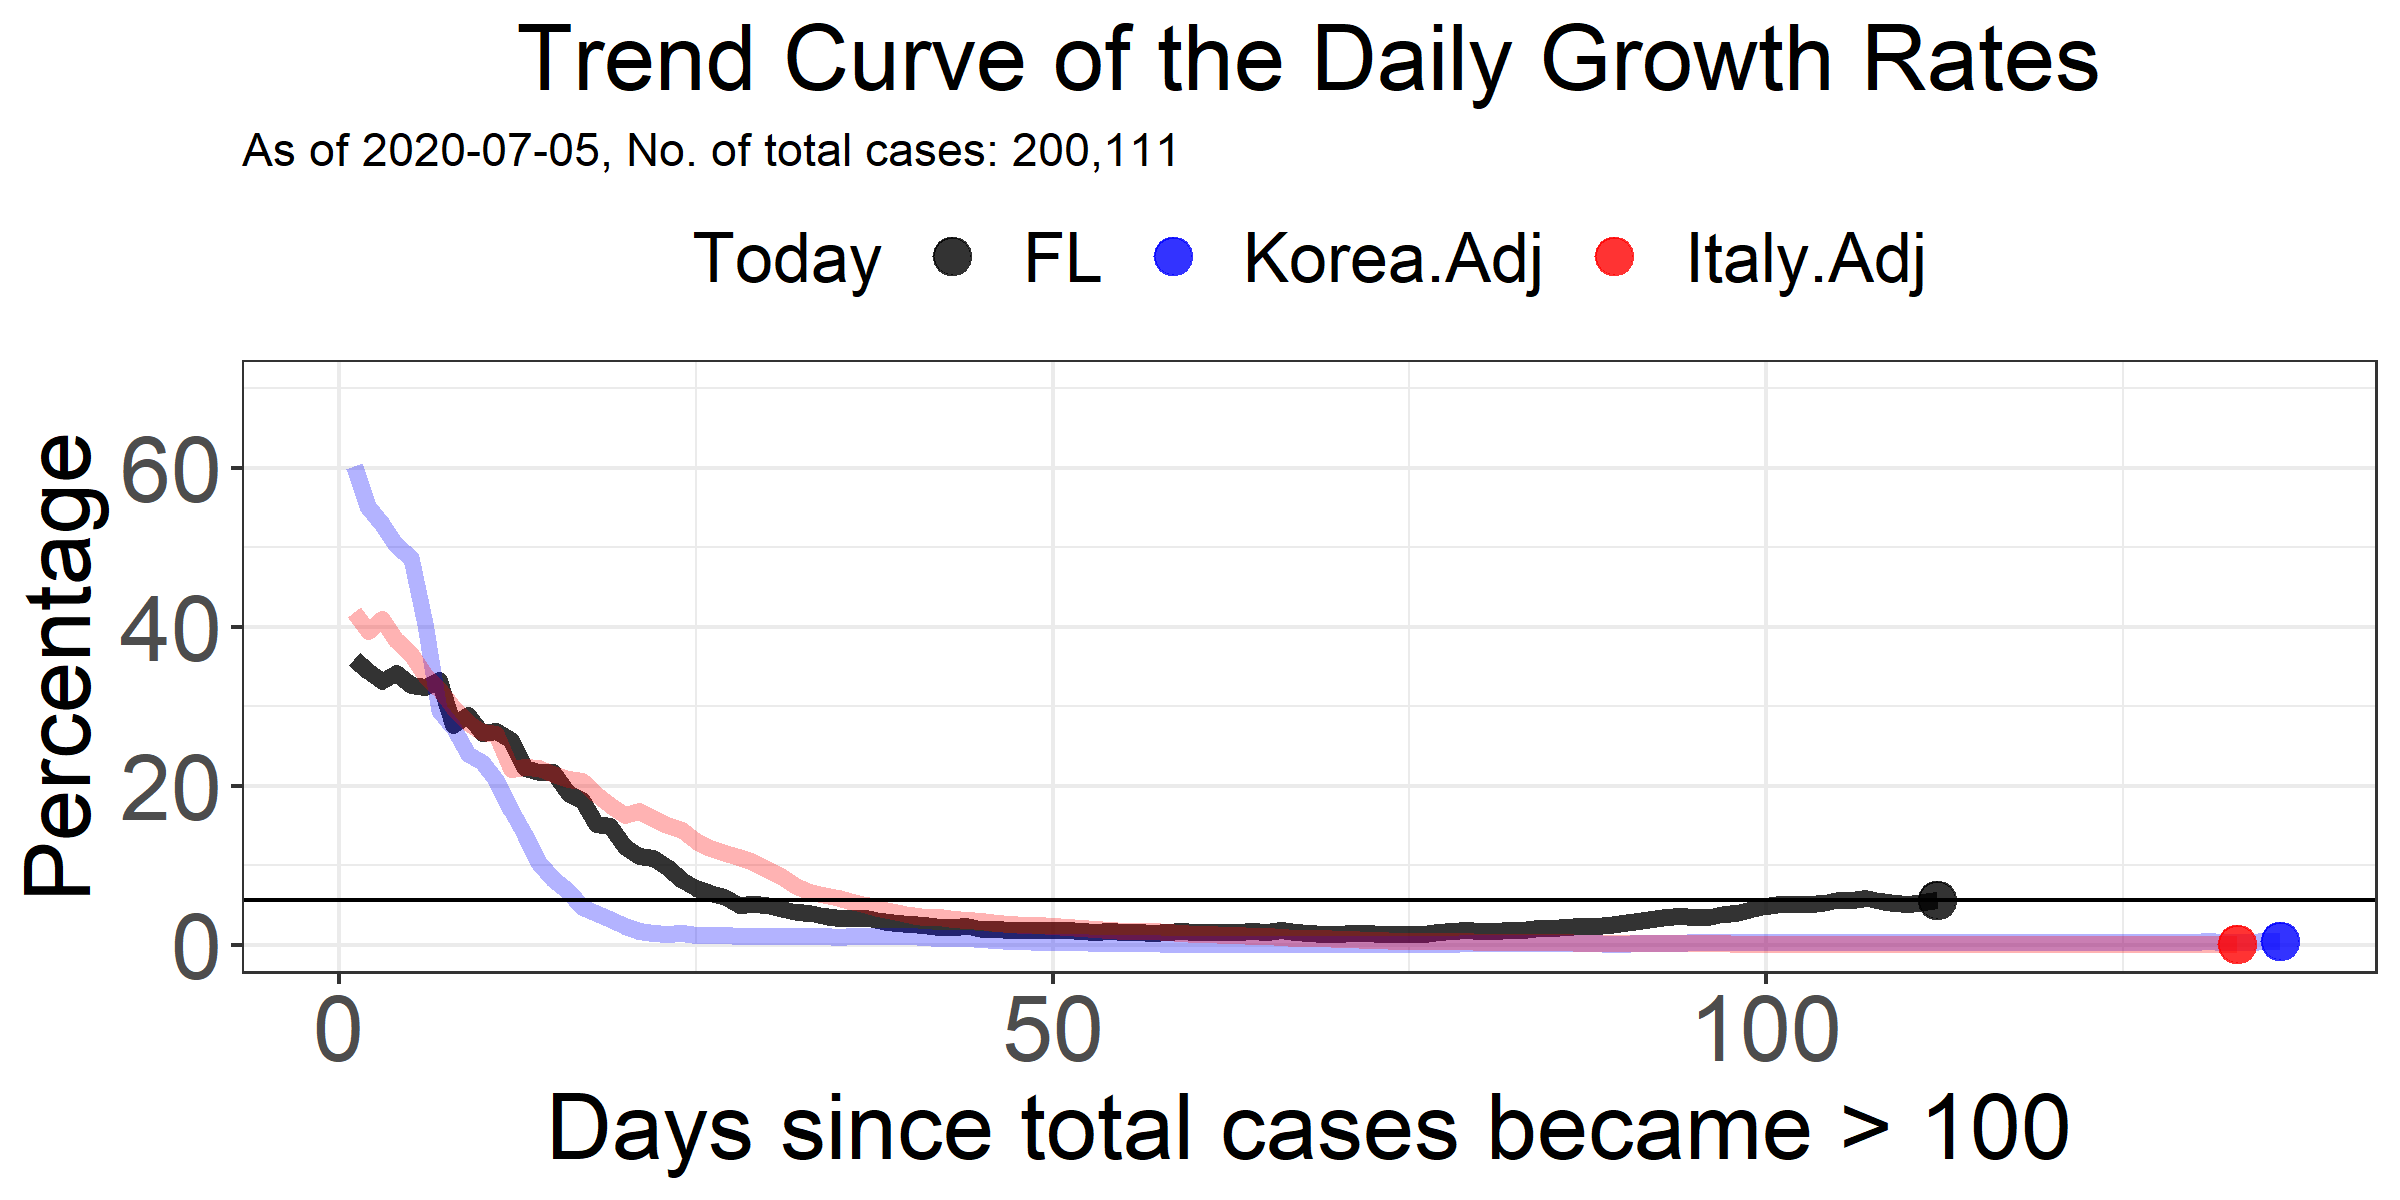 Trend Curve of the Daily Growth Rates
As of 2020-07-05, No. of total cases: 200,111
Today FL Korea.Adj Italy.Adj
Percentage
60
40
20
0
0 50 100
Days since total cases became > 100